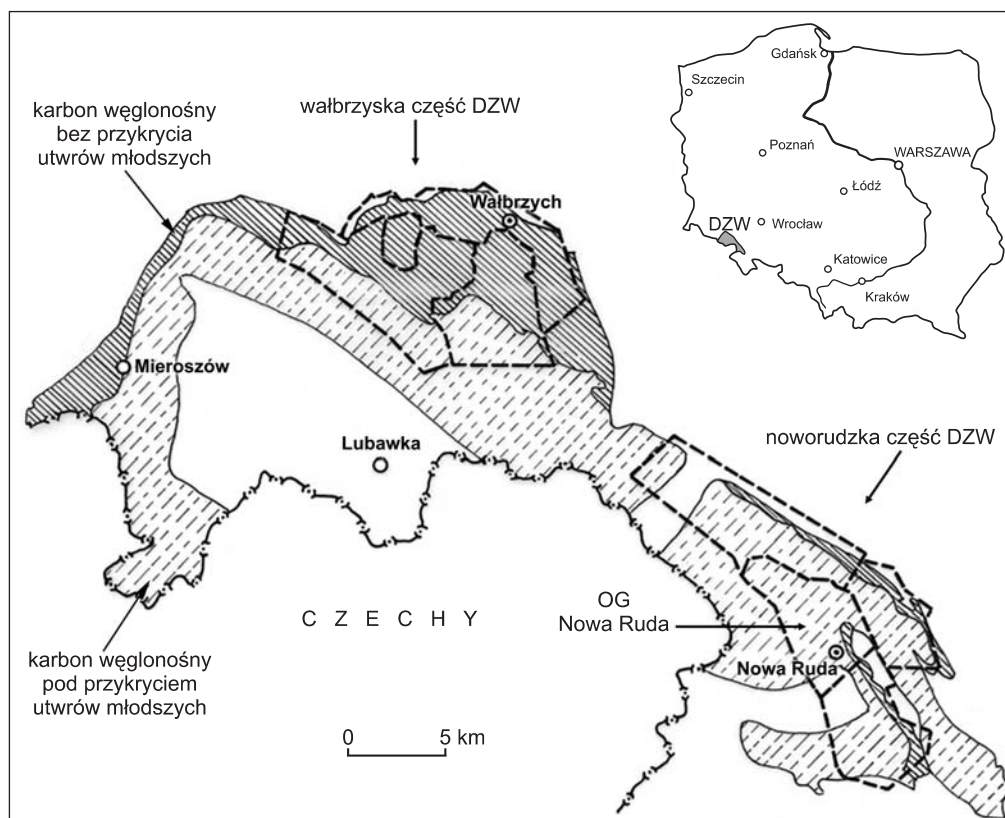 karbon węglonośny
bez przykrycia
utwrów młodszych
wałbrzyska część DZW
Wałbrzych
Mieroszów
Lubawka
noworudzka część DZW
OG
Nowa Ruda
Nowa Ruda
C Z E C H Y
karbon węglonośny
pod przykryciem
utwrów młodszych
0 5 km
Gdańsk
Szczecin
Poznań
WARSZAWA
Łódź
DZW
Wrocław
Katowice
Kraków